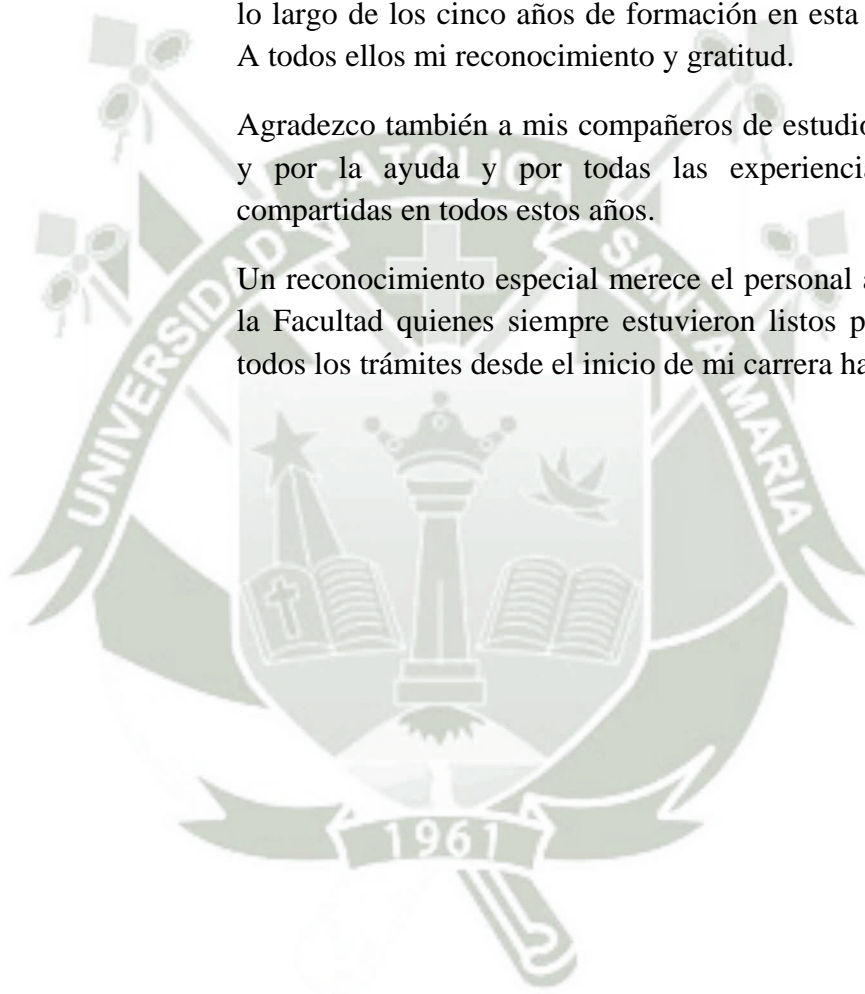 lo largo de los cinco años de formación en esta
A todos ellos mi reconocimiento y gratitud.
Agradezco también a mis compañeros de estudio
y por la ayuda y por todas las experiencia
compartidas en todos estos años.
Un reconocimiento especial merece el personal a
la Facultad quienes siempre estuvieron listos p
todos los trámites desde el inicio de mi carrera ha
UNIVERSIDAD CATOLICA SANTA MARIA
1961